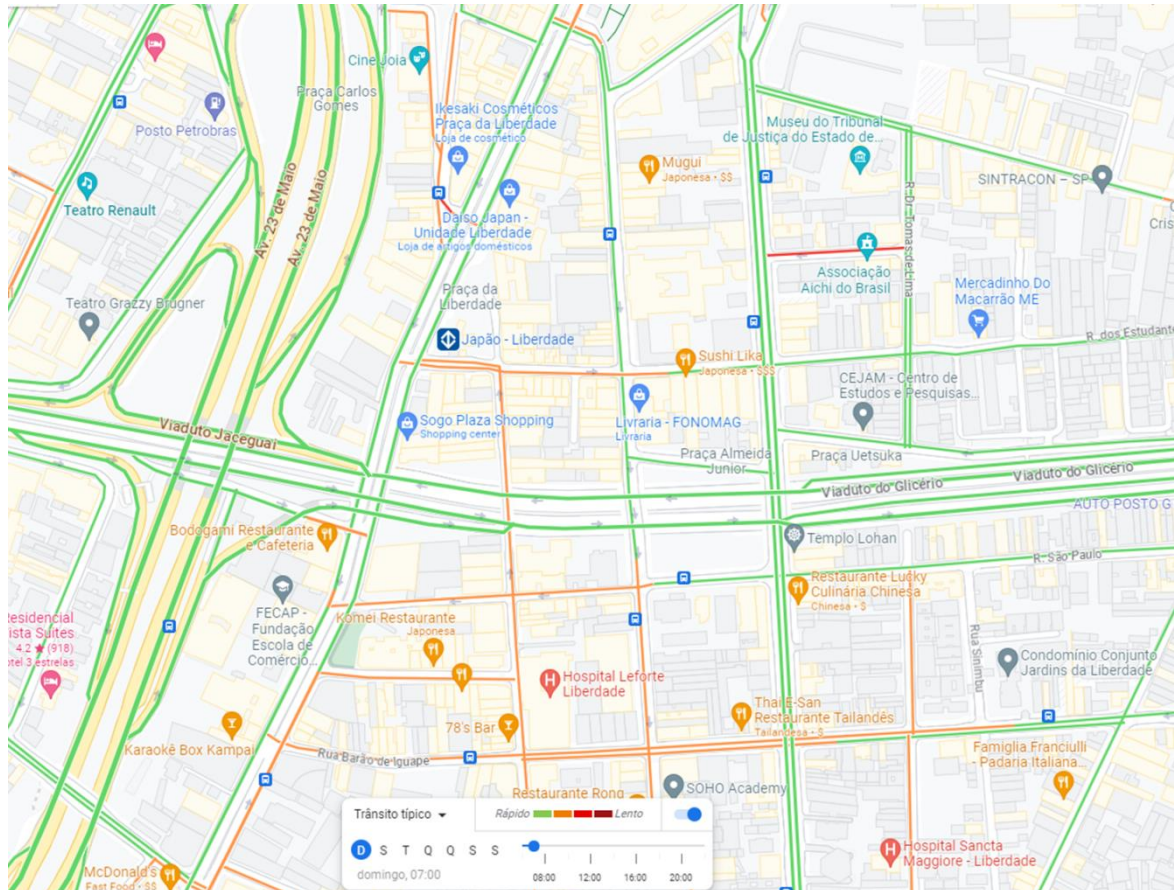 Cine Joia
Praça Carlos
Gomes
Posto Petrobras
Ikesaki Cosméticos
Praça da Liberdade
Loja de cosmético
Museu do Tribunal
de Justiça do Estado de...
Mugui
Japonesa • $$
SINTRACON – SP
Teatro Renault
Av. 23 de Maio
Av. 23 de Maio
Daiso Japan -
Unidade Liberdade
Loja de artigos domésticos
R. Dr. Tomás de Lima
Cris
Associação
Aichi do Brasil
Mercadinho Do
Macarrão ME
Teatro Grazzy Brugner
Praça da
Liberdade
Japão - Liberdade
R. dos Estudante
Sushi Lika
Japonesa • $$$
CEJAM - Centro de
Estudos e Pesquisas...
Sogo Plaza Shopping
Shopping center
Livraria - FONOMAG
Livraria
Viaduto Jaceguai
Praça Almeida
Junior
Praça Uetsuka
Viaduto do Glicério
Viaduto do Glicério
AUTO POSTO G
Bodogami Restaurante
e Cafeteria
Templo Lohan
R. São Paulo
Restaurante Lucky
Culinária Chinesa
Chinesa • $
FECAP -
Fundação
Escola de
Comércio...
Komei Restaurante
Japonesa
Rua Sinimbu
Residencial
ista Suites
4.2 ★ (918)
otel 3 estrelas
Hospital Leforte
Liberdade
Condomínio Conjunto
Jardins da Liberdade
Thai E-San
Restaurante Tailandês
Tailandesa • $
78's Bar
Karaokê Box Kampai
Rua Barão de Iguape
Famiglia Franciulli
- Padaria Italiana...
Restaurante Rong
SOHO Academy
Trânsito típico
Rápido
Lento
D S T Q Q S S
domingo, 07:00
08:00 12:00 16:00 20:00
McDonald's
Fast Food • $$
Hospital Sancta
Maggiore - Liberdade